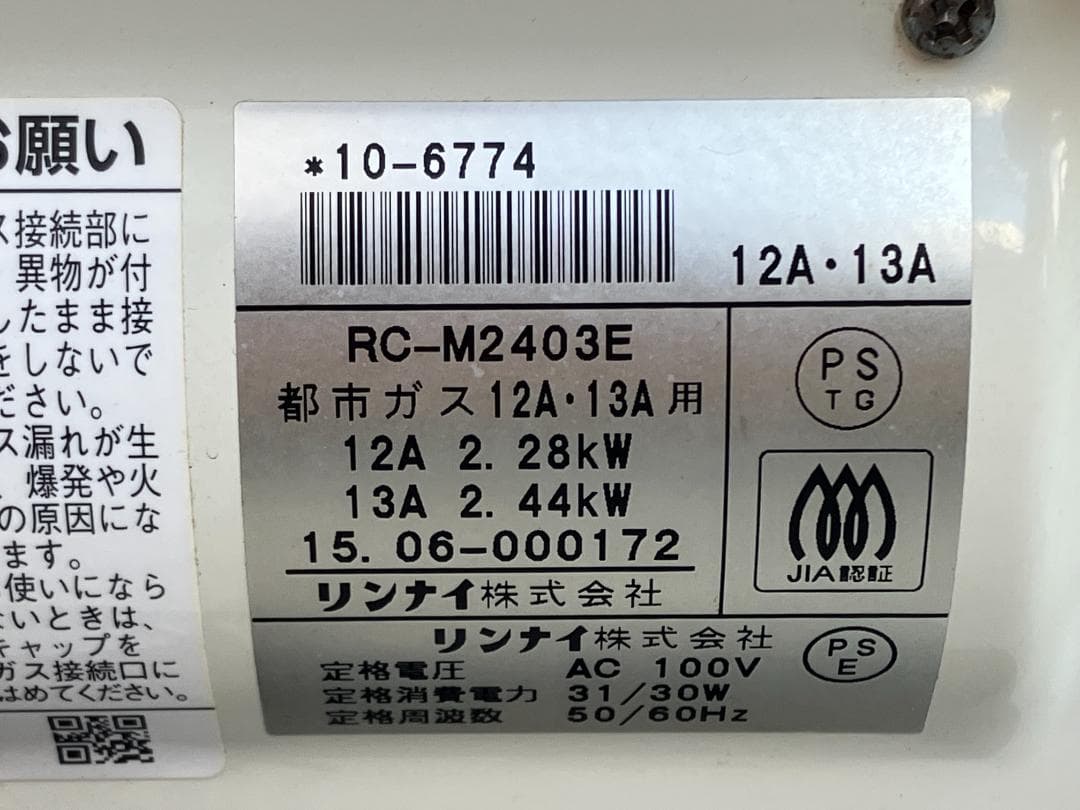 お願い
ス接続部に
異物が付
したまま接
をしないで
ださい。
ス漏れが生
、爆発や火
の原因にな
ます。
使いになら
ないときは、
キャップを
ガス接続口に
はめてください。
*10-6774
12A・13A
RC-M2403E
都市ガス12A・13A用
12A 2. 28kW
13A 2. 44kW
15. 06-000172
リンナイ株式会社
PS
TG
JIA認証
リンナイ株式会社
定格電圧 AC 100V
定格消費電力 31/30W
定格周波数 50/60Hz
PS
E